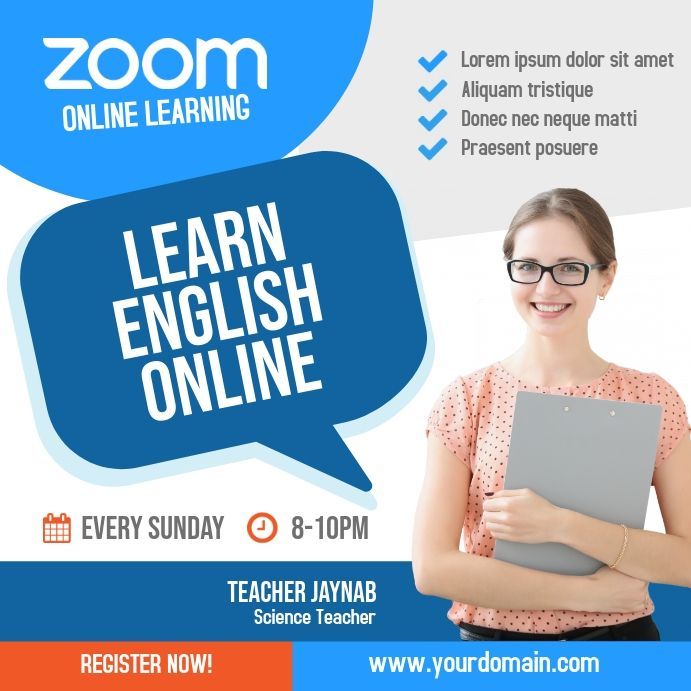 zoom
ONLINE LEARNING
Lorem ipsum dolor sit amet
Aliquam tristique
Donec nec neque matti
Praesent posuere
LEARN
ENGLISH
ONLINE
EVERY SUNDAY
8-10PM
TEACHER JAYNAB
Science Teacher
REGISTER NOW!
www.yourdomain.com